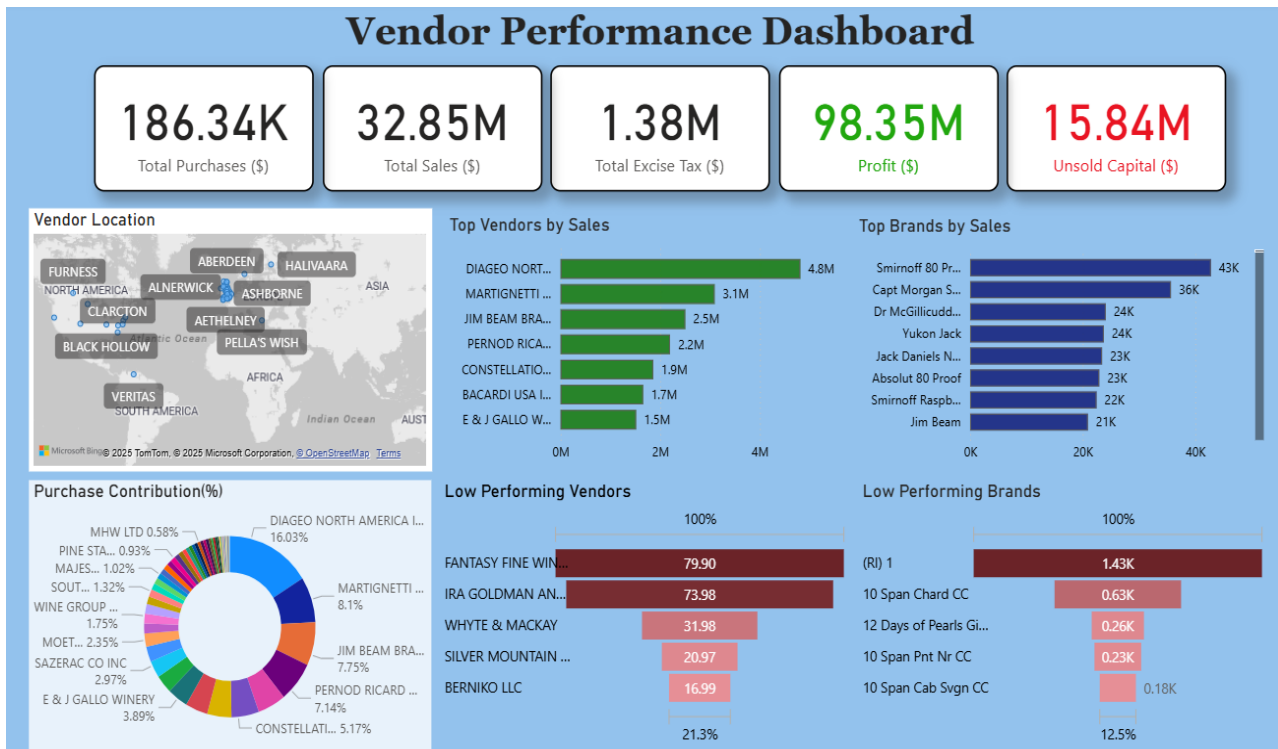 Vendor Performance Dashboard
186.34K
Total Purchases ($)
32.85M
Total Sales ($)
1.38M
Total Excise Tax ($)
98.35M
Profit ($)
15.84M
Unsold Capital ($)
Vendor Location
ABERDEEN
HALIVAARA
FURNESS
NORTH AMERICA
ALNERWICK
ASHBORNE
ASIA
CLARCTON
AETHELNEY
Atlantic Ocean
BLACK HOLLOW
PELLA'S WISH
AFRICA
VERITAS
SOUTH AMERICA
Indian Ocean
AUST
Microsoft Bing
© 2025 TomTom, © 2025 Microsoft Corporation, © OpenStreetMap Terms
Top Vendors by Sales
DIAGEO NORT... 4.8M
MARTIGNETTI ... 3.1M
JIM BEAM BRA... 2.5M
PERNOD RICA... 2.2M
CONSTELLATIO... 1.9M
BACARDI USA I... 1.7M
E & J GALLO W... 1.5M
0M 2M 4M
Top Brands by Sales
Smirnoff 80 Pr... 43K
Capt Morgan S... 36K
Dr McGillicudd... 24K
Yukon Jack 24K
Jack Daniels N... 23K
Absolut 80 Proof 23K
Smirnoff Raspb... 22K
Jim Beam 21K
0K 20K 40K
Purchase Contribution(%)
DIAGEO NORTH AMERICA I...
16.03%
MARTIGNETTI ...
8.1%
JIM BEAM BRA...
7.75%
PERNOD RICARD ...
7.14%
CONSTELLATI... 5.17%
E & J GALLO WINERY
3.89%
SAZERAC CO INC
2.97%
MOET... 2.35%
WINE GROUP ...
1.75%
SOUT... 1.32%
MAJES... 1.02%
PINE STA... 0.93%
MHW LTD 0.58%
Low Performing Vendors
100%
FANTASY FINE WIN... 79.90
IRA GOLDMAN AN... 73.98
WHYTE & MACKAY 31.98
SILVER MOUNTAIN ... 20.97
BERNIKO LLC 16.99
21.3%
Low Performing Brands
100%
(RI) 1 1.43K
10 Span Chard CC 0.63K
12 Days of Pearls Gi... 0.26K
10 Span Pnt Nr CC 0.23K
10 Span Cab Svgn CC 0.18K
12.5%